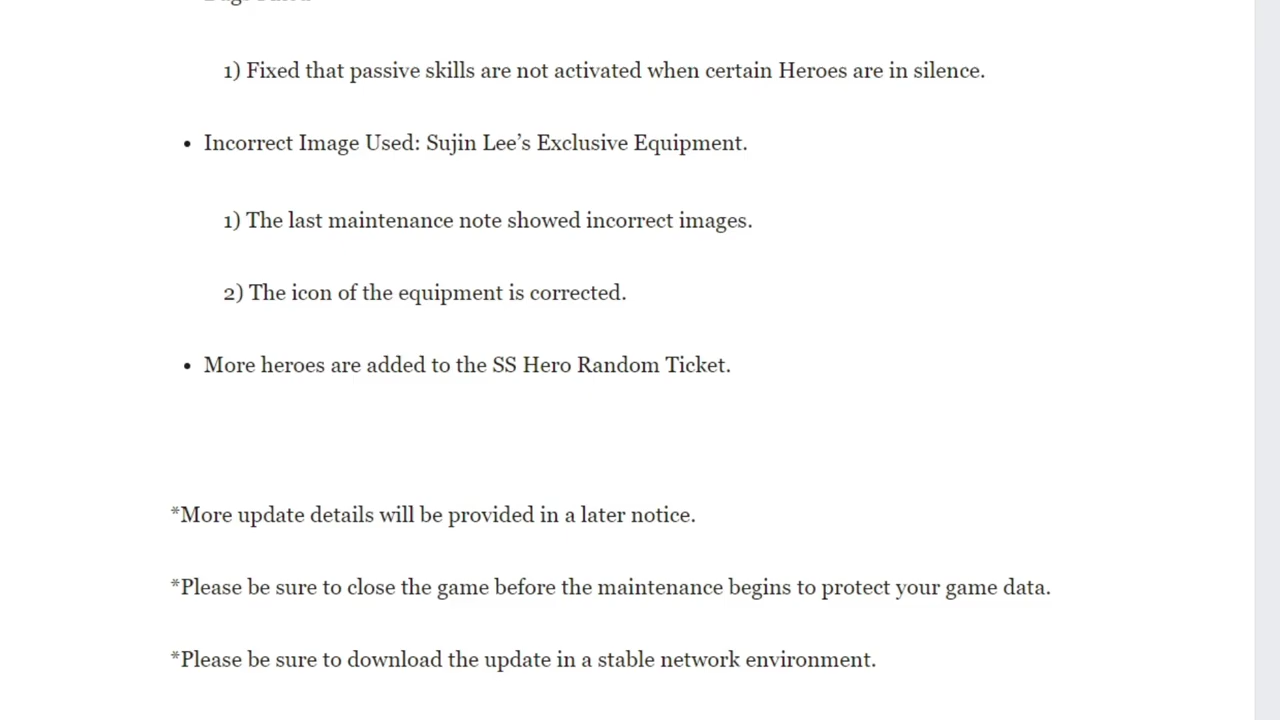 1) Fixed that passive skills are not activated when certain Heroes are in silence.
• Incorrect Image Used: Sujin Lee’s Exclusive Equipment.
1) The last maintenance note showed incorrect images.
2) The icon of the equipment is corrected.
• More heroes are added to the SS Hero Random Ticket.
*More update details will be provided in a later notice.
*Please be sure to close the game before the maintenance begins to protect your game data.
*Please be sure to download the update in a stable network environment.